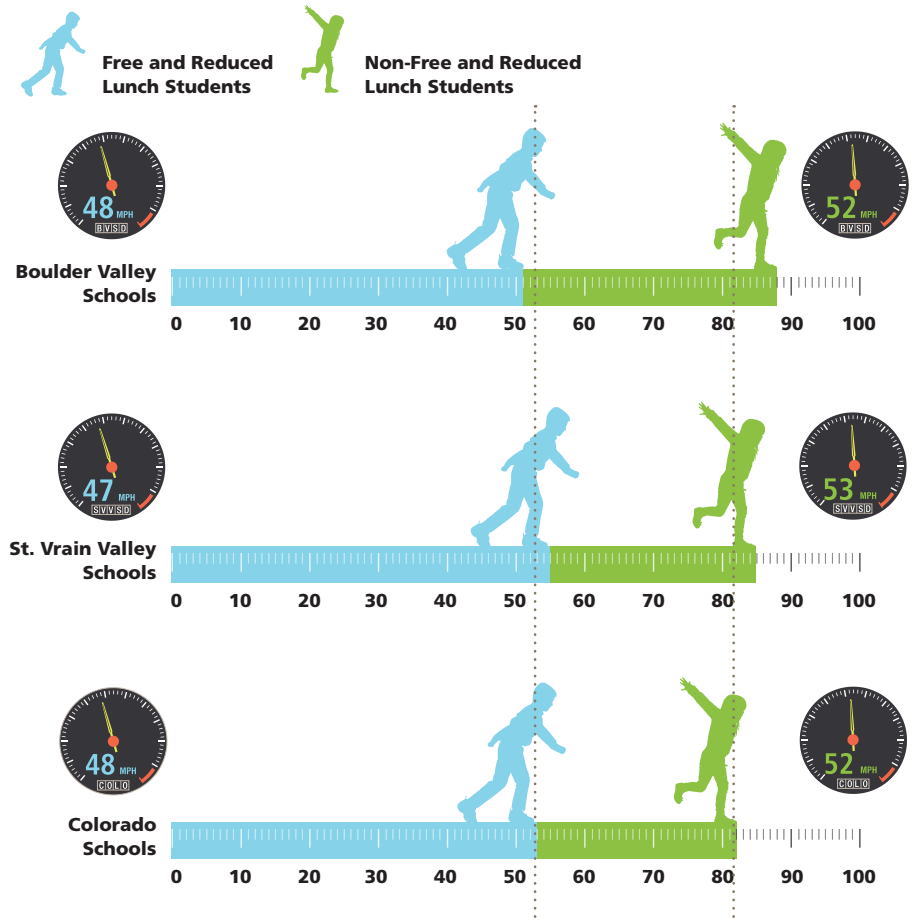 Free and Reduced
Lunch Students
Non-Free and Reduced
Lunch Students
48 MPH
BVSD
52 MPH
BVSD
Boulder Valley
Schools
0 10 20 30 40 50 60 70 80 90 100
47 MPH
SVVSD
53 MPH
SVVSD
St. Vrain Valley
Schools
0 10 20 30 40 50 60 70 80 90 100
48 MPH
COLO
52 MPH
COLO
Colorado
Schools
0 10 20 30 40 50 60 70 80 90 100